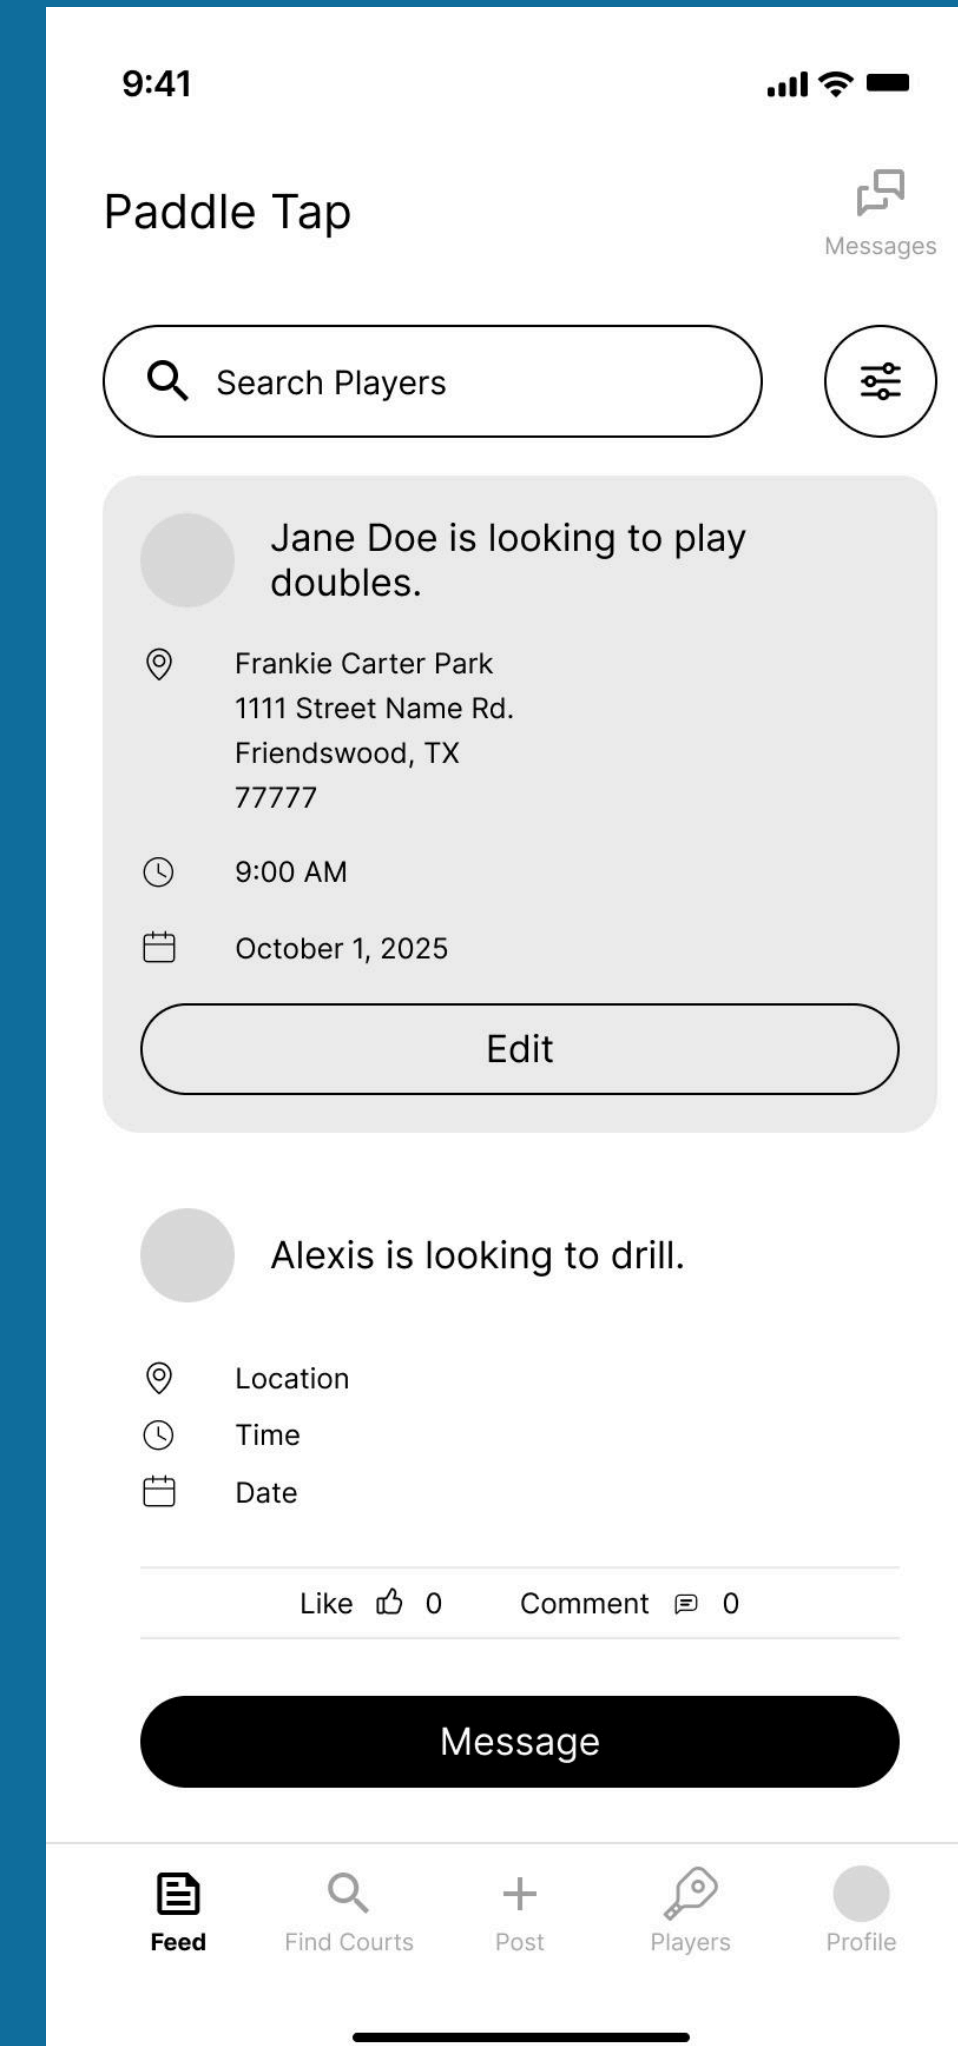 9:41
Paddle Tap
Messages
Search Players
Jane Doe is looking to play
doubles.
Frankie Carter Park
1111 Street Name Rd.
Friendswood, TX
77777
9:00 AM
October 1, 2025
Edit
Alexis is looking to drill.
Location
Time
Date
Like 0 Comment 0
Message
Feed Find Courts Post Players Profile